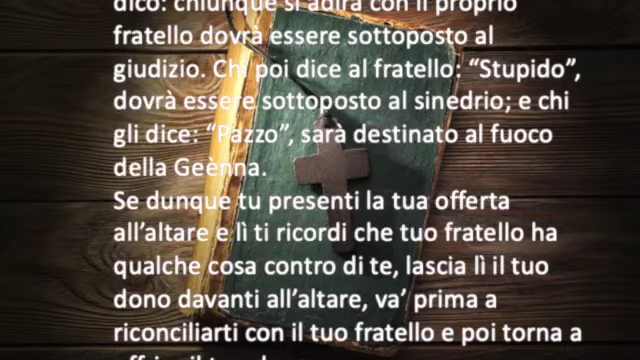 dico: chiunque si adira con il proprio
fratello dovrà essere sottoposto al
giudizio. Chi poi dice al fratello: “Stupido”,
dovrà essere sottoposto al sinedrio; e chi
gli dice: “Pazzo”, sarà destinato al fuoco
della Geènna.
Se dunque tu presenti la tua offerta
all’altare e lì ti ricordi che tuo fratello ha
qualche cosa contro di te, lascia lì il tuo
dono davanti all’altare, va’ prima a
riconciliarti con il tuo fratello e poi torna a